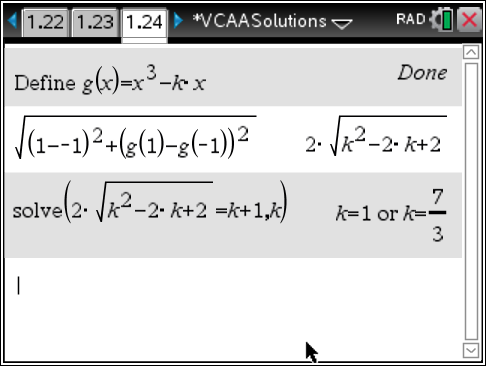 1.22 1.23 1.24 *VCAASolutions RAD
Define g(x)=x³−k·x Done
√((1−−1)²+(g(1)−g(−1))²) 2·√(k²−2·k+2)
solve(2·√(k²−2·k+2)=k+1,k) k=1 or k=7/3